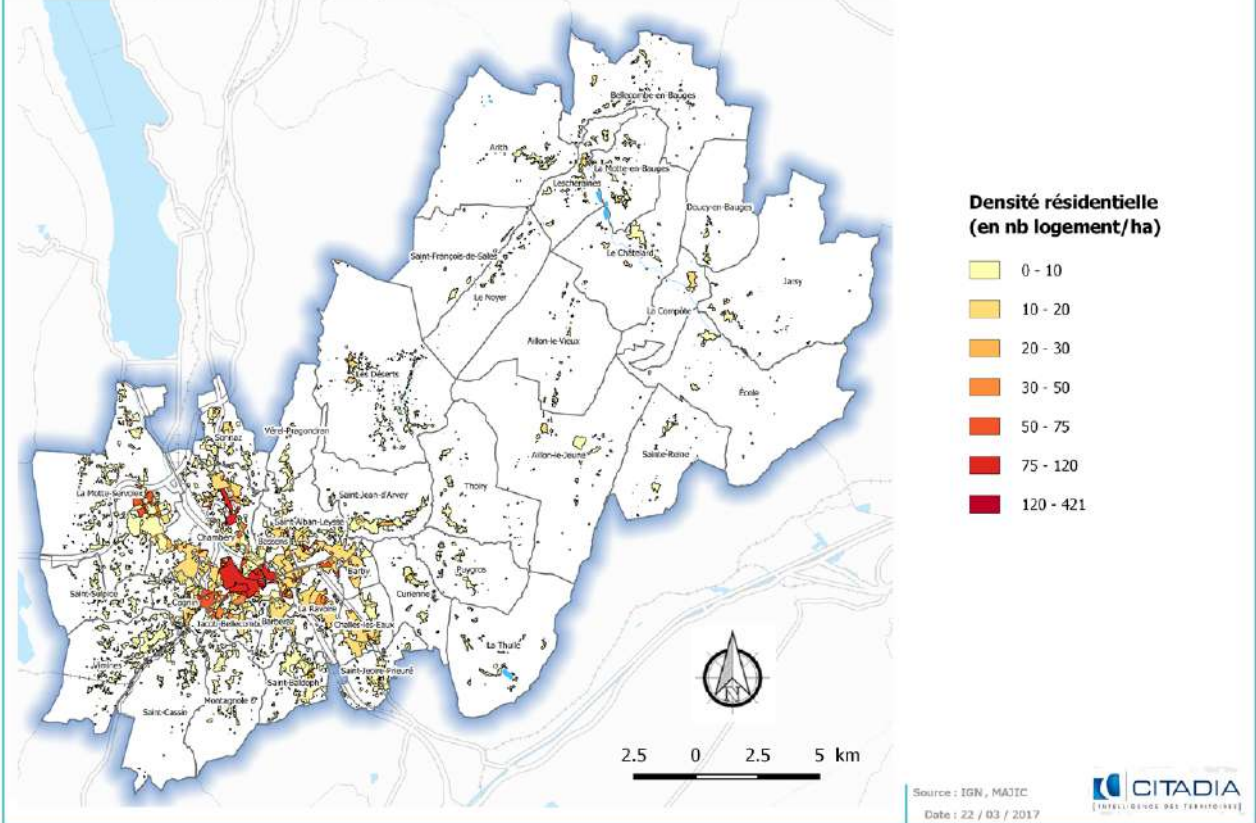 Bellecombe-en-Bauges
Arith
La Motte-en-Bauges
Lescheraines
Doucy-en-Bauges
Saint-François-de-Sales
Le Châtelard
Jarsy
Le Noyer
La Compôte
Aillon-le-Vieux
Les Déserts
École
Vérel-Pragondran
Sonnaz
Aillon-le-Jeune
Sainte-Reine
La Motte-Servolex
Saint-Jean-d'Arvey
Thoiry
Saint-Alban-Leysse
Bassens
Barby
Puygros
Saint-Sulpice
Curienne
Cognin
La Ravoire
Jacob-Bellecombette
Barberaz
Challes-les-Eaux
La Thuile
Vimines
Saint-Jeoire-Prieuré
Saint-Baldoph
Montagnole
Saint-Cassin
N
2.5 0 2.5 5 km
Densité résidentielle
(en nb logement/ha)
0 - 10
10 - 20
20 - 30
30 - 50
50 - 75
75 - 120
120 - 421
Source : IGN, MAJIC
Date : 22 / 03 / 2017
CITADIA
INTELLIGENCE DES TERRITOIRES